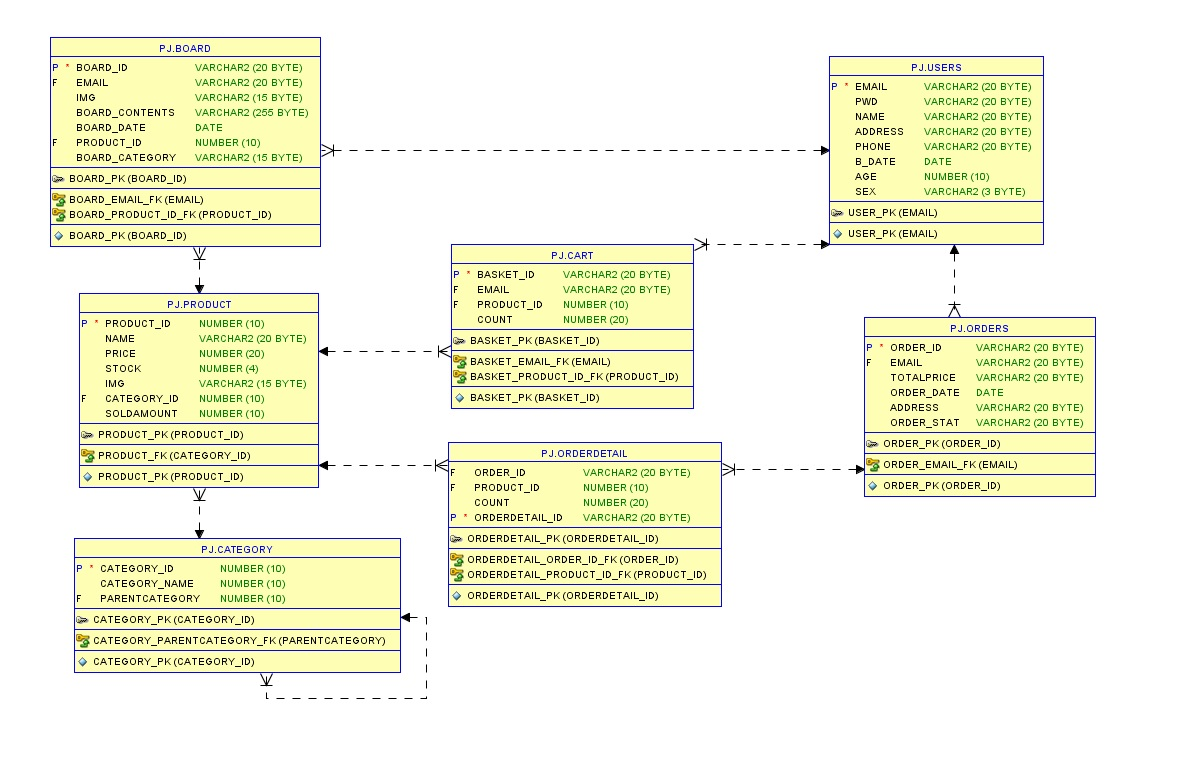 PJ.BOARD
P * BOARD_ID VARCHAR2 (20 BYTE)
F EMAIL VARCHAR2 (20 BYTE)
IMG VARCHAR2 (15 BYTE)
BOARD_CONTENTS VARCHAR2 (255 BYTE)
BOARD_DATE DATE
F PRODUCT_ID NUMBER (10)
BOARD_CATEGORY VARCHAR2 (15 BYTE)
BOARD_PK (BOARD_ID)
BOARD_EMAIL_FK (EMAIL)
BOARD_PRODUCT_ID_FK (PRODUCT_ID)
BOARD_PK (BOARD_ID)
PJ.USERS
P * EMAIL VARCHAR2 (20 BYTE)
PWD VARCHAR2 (20 BYTE)
NAME VARCHAR2 (20 BYTE)
ADDRESS VARCHAR2 (20 BYTE)
PHONE VARCHAR2 (20 BYTE)
B_DATE DATE
AGE NUMBER (10)
SEX VARCHAR2 (3 BYTE)
USER_PK (EMAIL)
USER_PK (EMAIL)
PJ.CART
P * BASKET_ID VARCHAR2 (20 BYTE)
F EMAIL VARCHAR2 (20 BYTE)
F PRODUCT_ID NUMBER (10)
COUNT NUMBER (20)
BASKET_PK (BASKET_ID)
BASKET_EMAIL_FK (EMAIL)
BASKET_PRODUCT_ID_FK (PRODUCT_ID)
BASKET_PK (BASKET_ID)
PJ.PRODUCT
P * PRODUCT_ID NUMBER (10)
NAME VARCHAR2 (20 BYTE)
PRICE NUMBER (20)
STOCK NUMBER (4)
IMG VARCHAR2 (15 BYTE)
F CATEGORY_ID NUMBER (10)
SOLDAMOUNT NUMBER (10)
PRODUCT_PK (PRODUCT_ID)
PRODUCT_FK (CATEGORY_ID)
PRODUCT_PK (PRODUCT_ID)
PJ.ORDERS
P * ORDER_ID VARCHAR2 (20 BYTE)
F EMAIL VARCHAR2 (20 BYTE)
TOTALPRICE VARCHAR2 (20 BYTE)
ORDER_DATE DATE
ADDRESS VARCHAR2 (20 BYTE)
ORDER_STAT VARCHAR2 (20 BYTE)
ORDER_PK (ORDER_ID)
ORDER_EMAIL_FK (EMAIL)
ORDER_PK (ORDER_ID)
PJ.ORDERDETAIL
F ORDER_ID VARCHAR2 (20 BYTE)
F PRODUCT_ID NUMBER (10)
COUNT NUMBER (20)
P * ORDERDETAIL_ID VARCHAR2 (20 BYTE)
ORDERDETAIL_PK (ORDERDETAIL_ID)
ORDERDETAIL_ORDER_ID_FK (ORDER_ID)
ORDERDETAIL_PRODUCT_ID_FK (PRODUCT_ID)
ORDERDETAIL_PK (ORDERDETAIL_ID)
PJ.CATEGORY
P * CATEGORY_ID NUMBER (10)
CATEGORY_NAME NUMBER (10)
F PARENTCATEGORY NUMBER (10)
CATEGORY_PK (CATEGORY_ID)
CATEGORY_PARENTCATEGORY_FK (PARENTCATEGORY)
CATEGORY_PK (CATEGORY_ID)